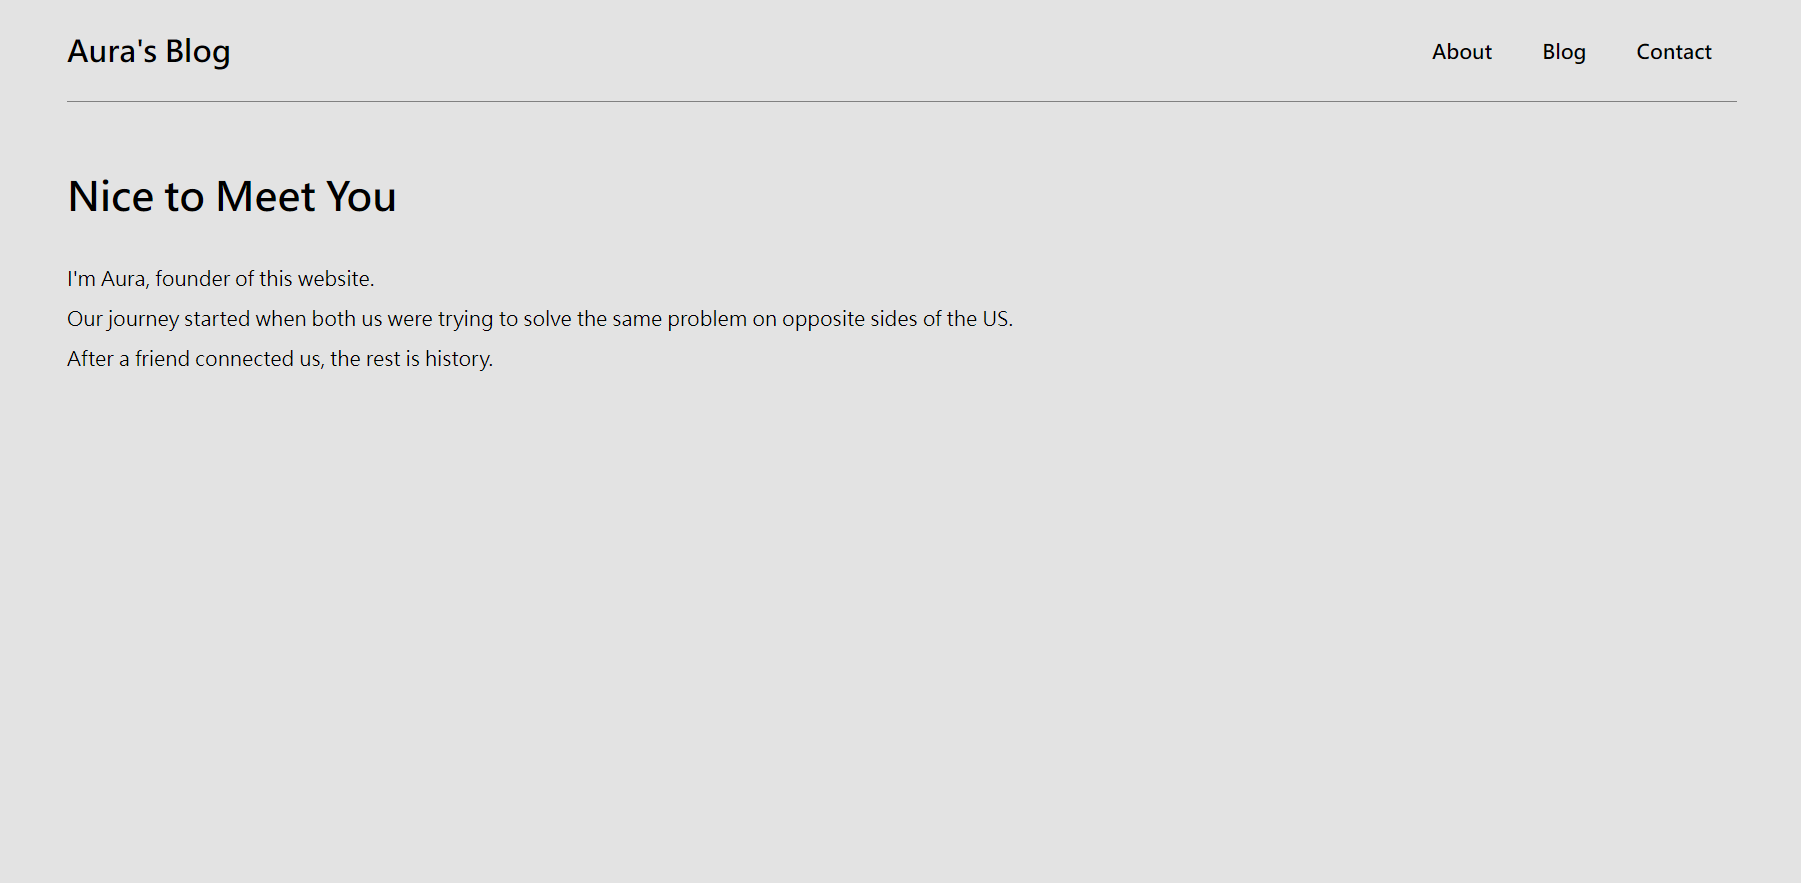 Aura's Blog
About Blog Contact
Nice to Meet You
I'm Aura, founder of this website.
Our journey started when both us were trying to solve the same problem on opposite sides of the US.
After a friend connected us, the rest is history.